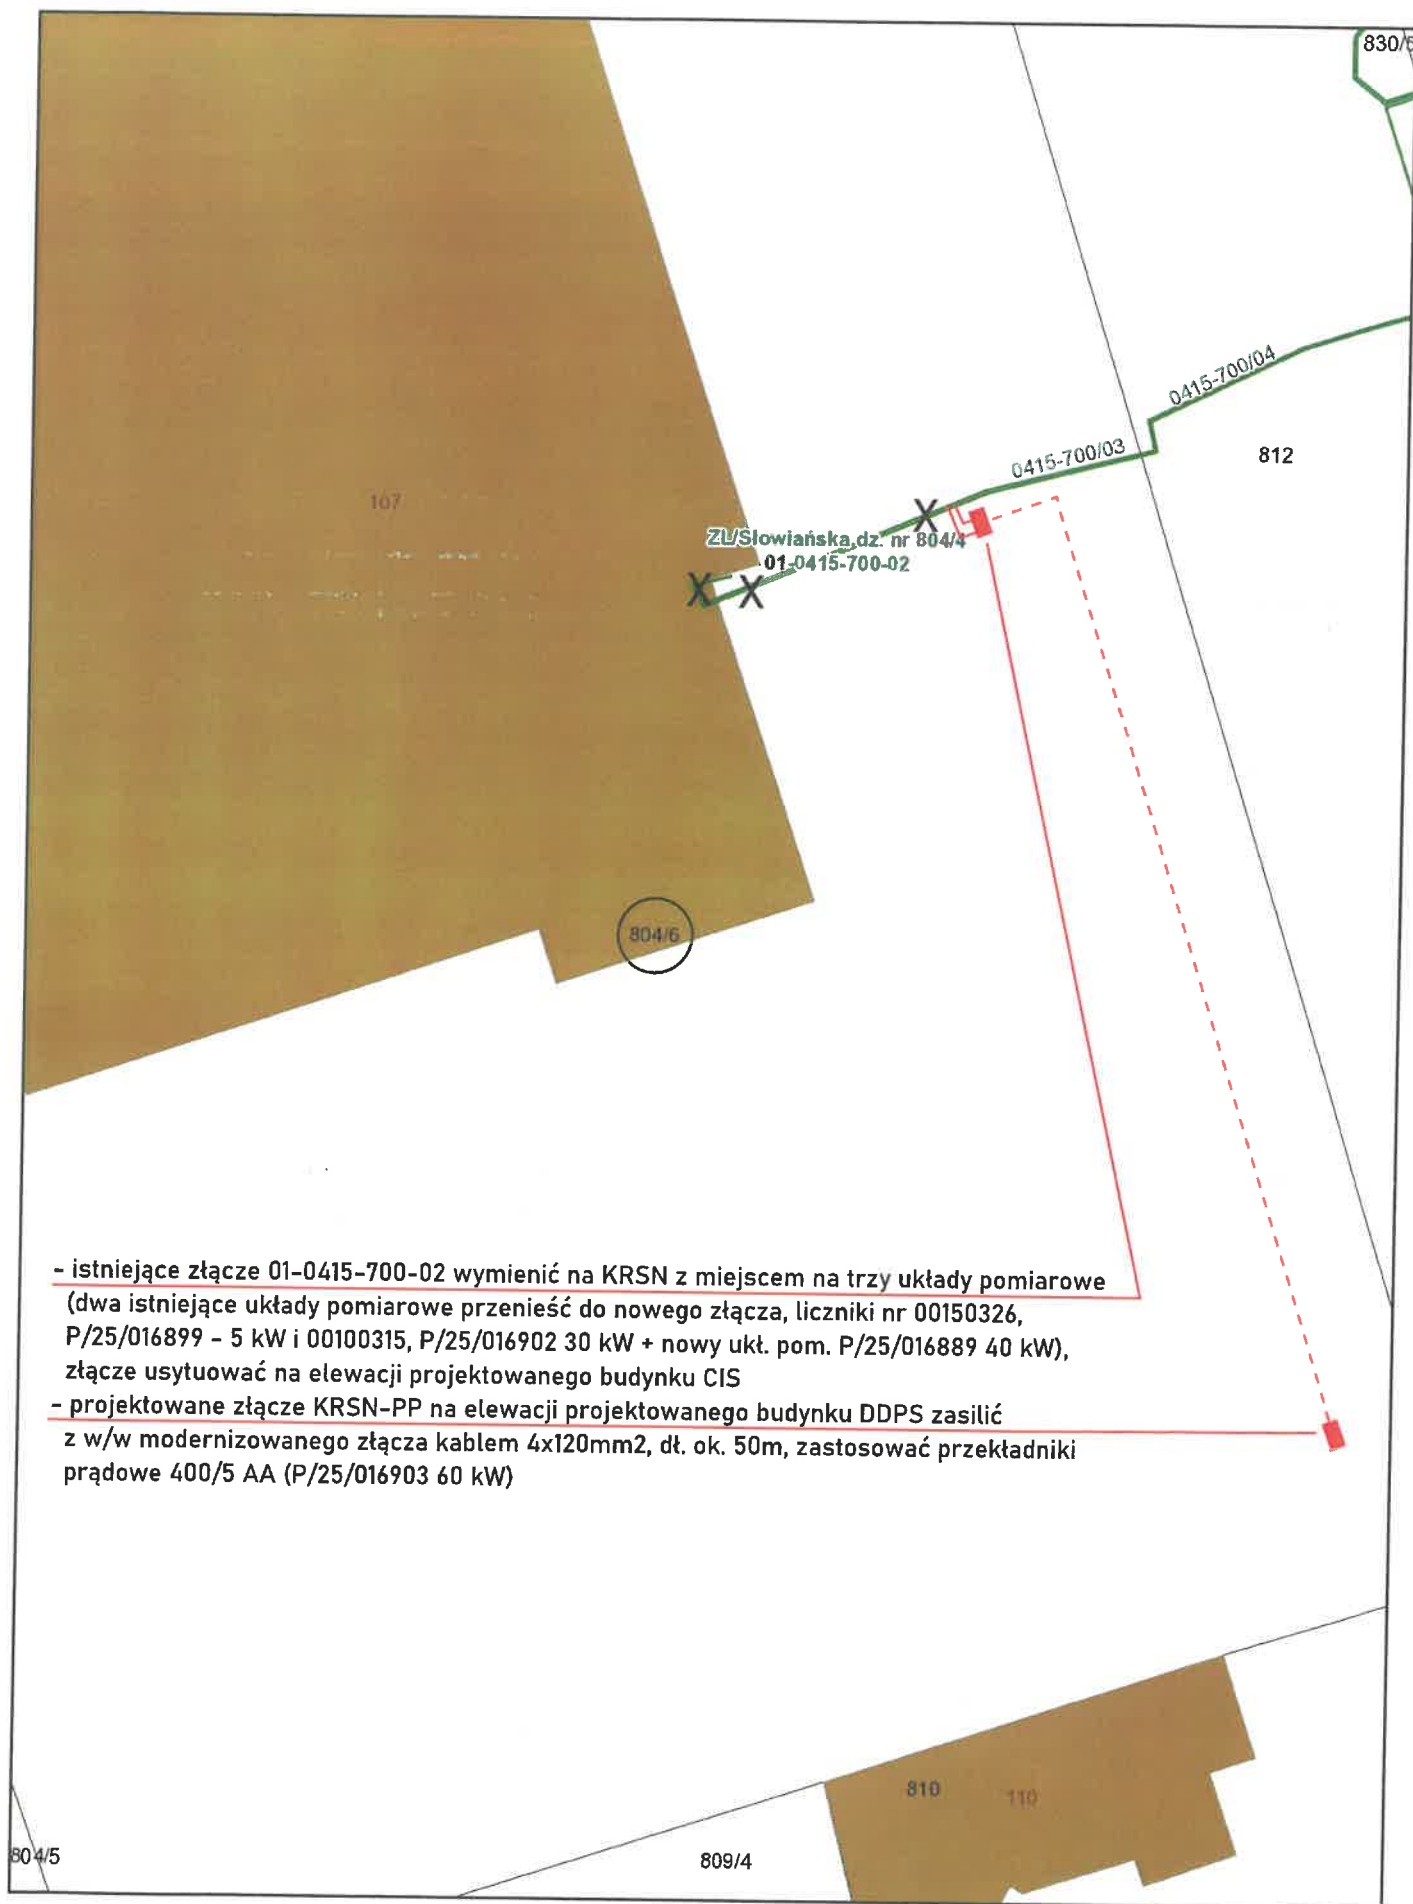 830/5
0415-700/04
0415-700/03
812
107
ZL/Słowiańska,dz. nr 804/4
01-0415-700-02
804/6
- istniejące złącze 01-0415-700-02 wymienić na KRSN z miejscem na trzy układy pomiarowe
(dwa istniejące układy pomiarowe przenieść do nowego złącza, liczniki nr 00150326,
P/25/016899 - 5 kW i 00100315, P/25/016902 30 kW + nowy ukł. pom. P/25/016889 40 kW),
złącze usytuować na elewacji projektowanego budynku CIS
- projektowane złącze KRSN-PP na elewacji projektowanego budynku DDPS zasilić
z w/w modernizowanego złącza kablem 4x120mm2, dł. ok. 50m, zastosować przekładniki
prądowe 400/5 AA (P/25/016903 60 kW)
810
110
804/5
809/4